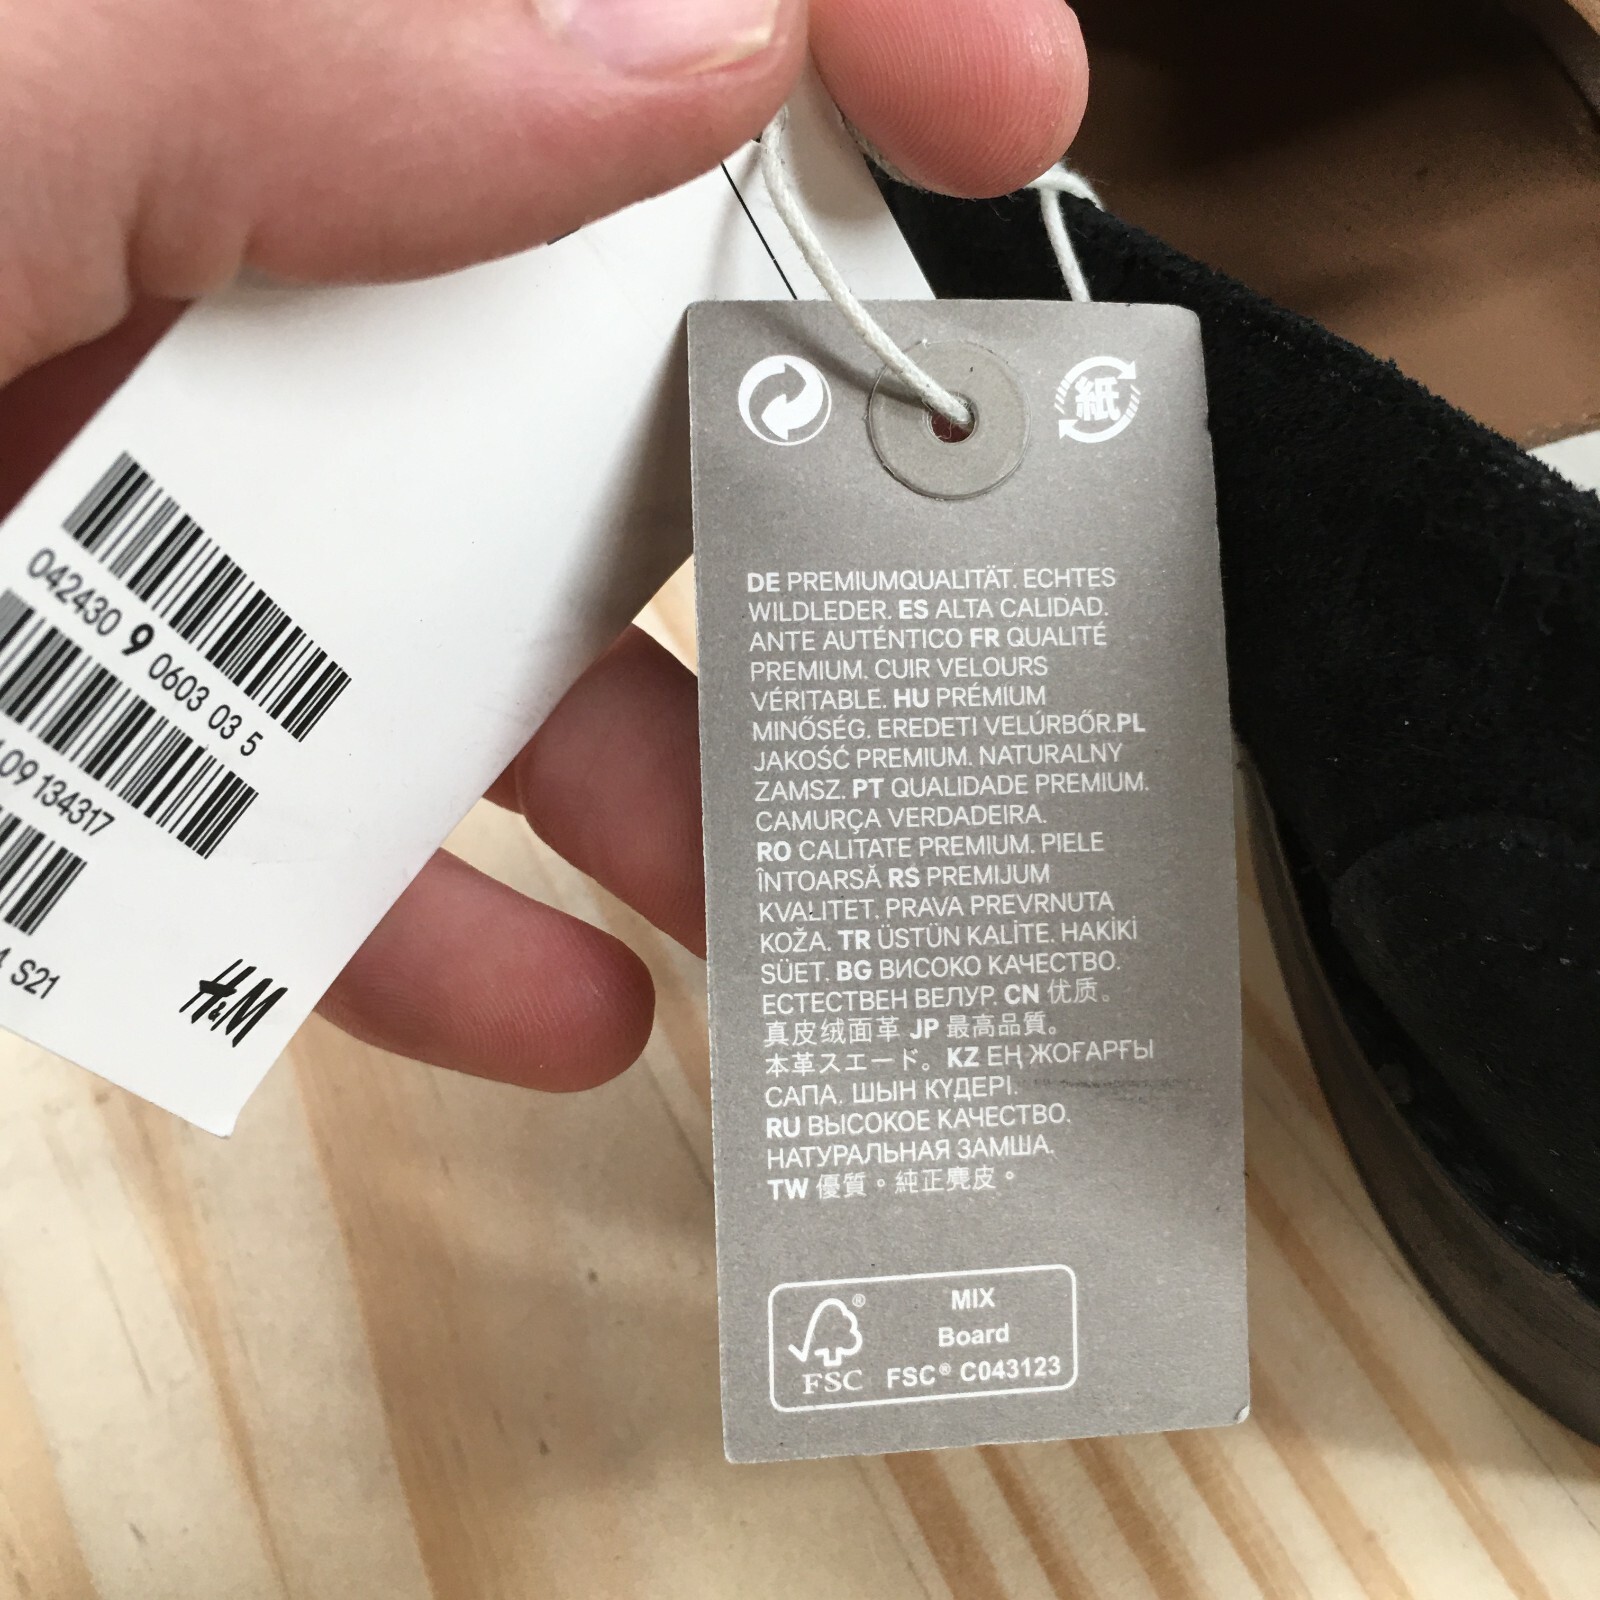 042430 9 0603 03 5
09134317
S21
H&M
紙
DE PREMIUMQUALITÄT. ECHTES
WILDLEDER. ES ALTA CALIDAD.
ANTE AUTÉNTICO FR QUALITÉ
PREMIUM. CUIR VELOURS
VÉRITABLE. HU PRÉMIUM
MINŐSÉG. EREDETI VELÚRBŐR.PL
JAKOŚĆ PREMIUM. NATURALNY
ZAMSZ. PT QUALIDADE PREMIUM.
CAMURÇA VERDADEIRA.
RO CALITATE PREMIUM. PIELE
ÎNTOARSĂ RS PREMIJUM
KVALITET. PRAVA PREVRNUTA
KOŽA. TR ÜSTÜN KALİTE. HAKİKİ
SÜET. BG ВИСОКО КАЧЕСТВО.
ЕСТЕСТВЕН ВЕЛУР. CN 优质。
真皮绒面革 JP 最高品質。
本革スエード。 KZ ЕҢ ЖОҒАРҒЫ
САПА. ШЫН КҮДЕРІ.
RU ВЫСОКОЕ КАЧЕСТВО.
НАТУРАЛЬНАЯ ЗАМША.
TW 優質。純正麂皮。
MIX
Board
FSC® C043123
® FSC